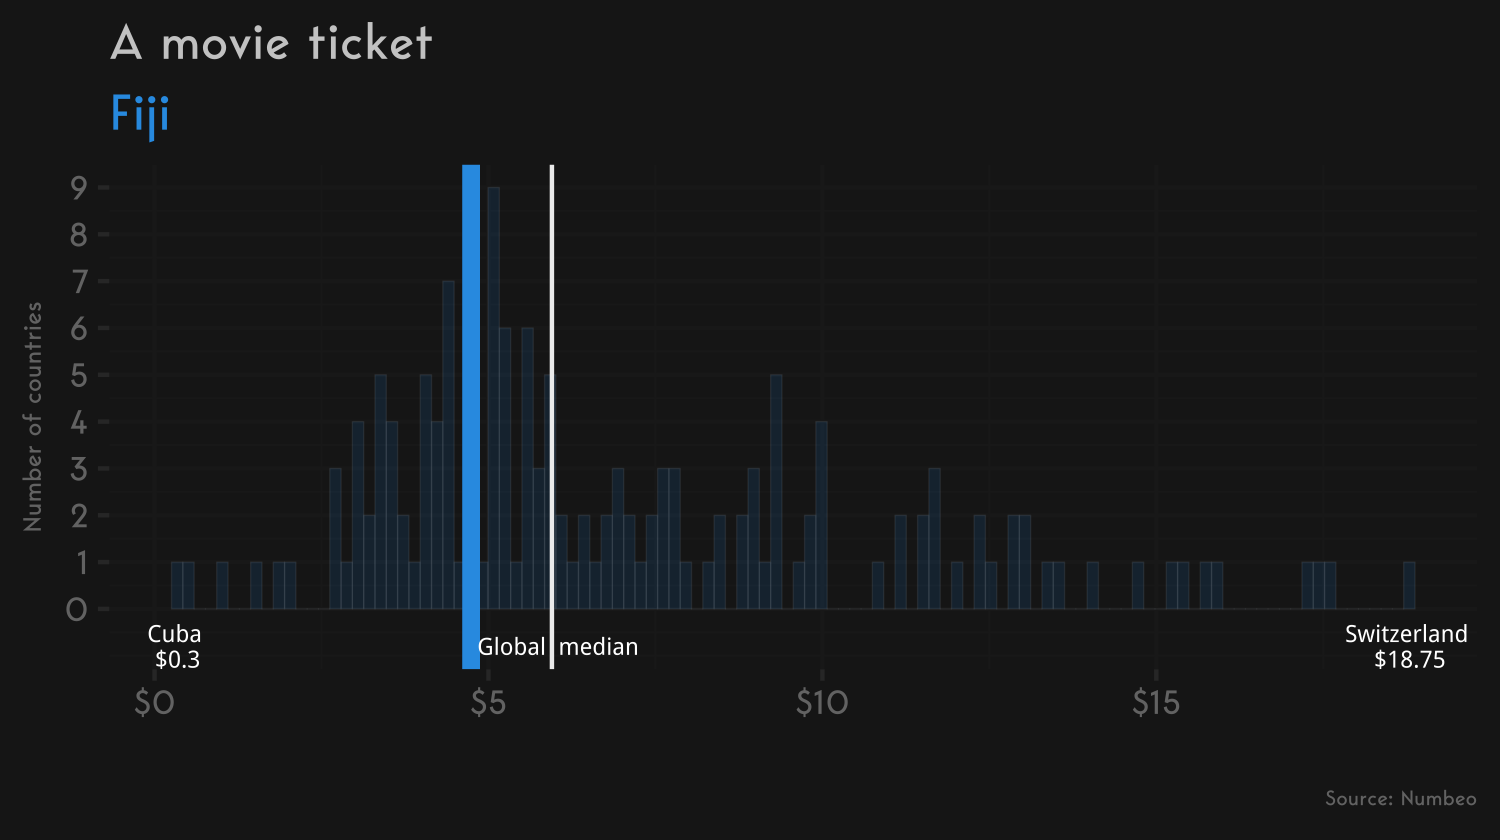 A movie ticket
Fiji
Number of countries
9
8
7
6
5
4
3
2
1
0
Cuba
$0.3
Global median
Switzerland
$18.75
$0 $5 $10 $15
Source: Numbeo